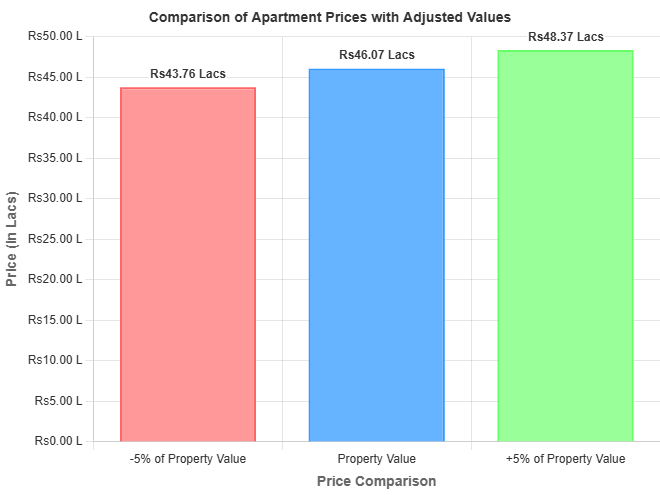 Comparison of Apartment Prices with Adjusted Values
Rs50.00 L
Rs45.00 L
Rs40.00 L
Rs35.00 L
Rs30.00 L
Rs25.00 L
Rs20.00 L
Rs15.00 L
Rs10.00 L
Rs5.00 L
Rs0.00 L
Price (In Lacs)
Rs43.76 Lacs
Rs46.07 Lacs
Rs48.37 Lacs
-5% of Property Value
Property Value
+5% of Property Value
Price Comparison